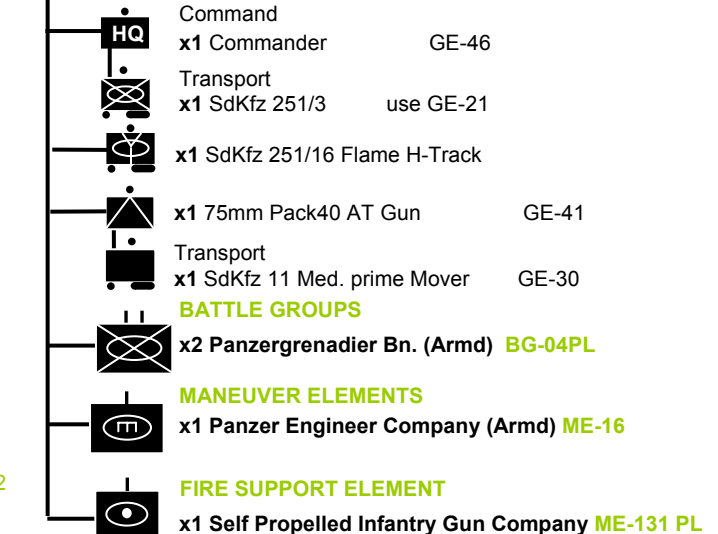 Command
HQ
x1 Commander GE-46
Transport
x1 SdKfz 251/3 use GE-21
x1 SdKfz 251/16 Flame H-Track
x1 75mm Pack40 AT Gun GE-41
Transport
x1 SdKfz 11 Med. prime Mover GE-30
BATTLE GROUPS
x2 Panzergrenadier Bn. (Armd) BG-04PL
MANEUVER ELEMENTS
x1 Panzer Engineer Company (Armd) ME-16
2
FIRE SUPPORT ELEMENT
x1 Self Propelled Infantry Gun Company ME-131 PL